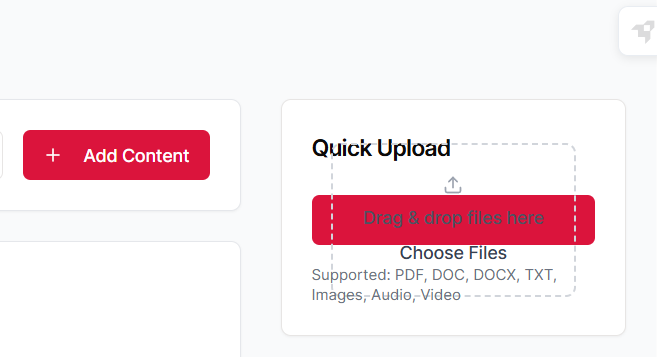 Add Content
Quick Upload
Drag & drop files here
Choose Files
Supported: PDF, DOC, DOCX, TXT,
Images, Audio, Video